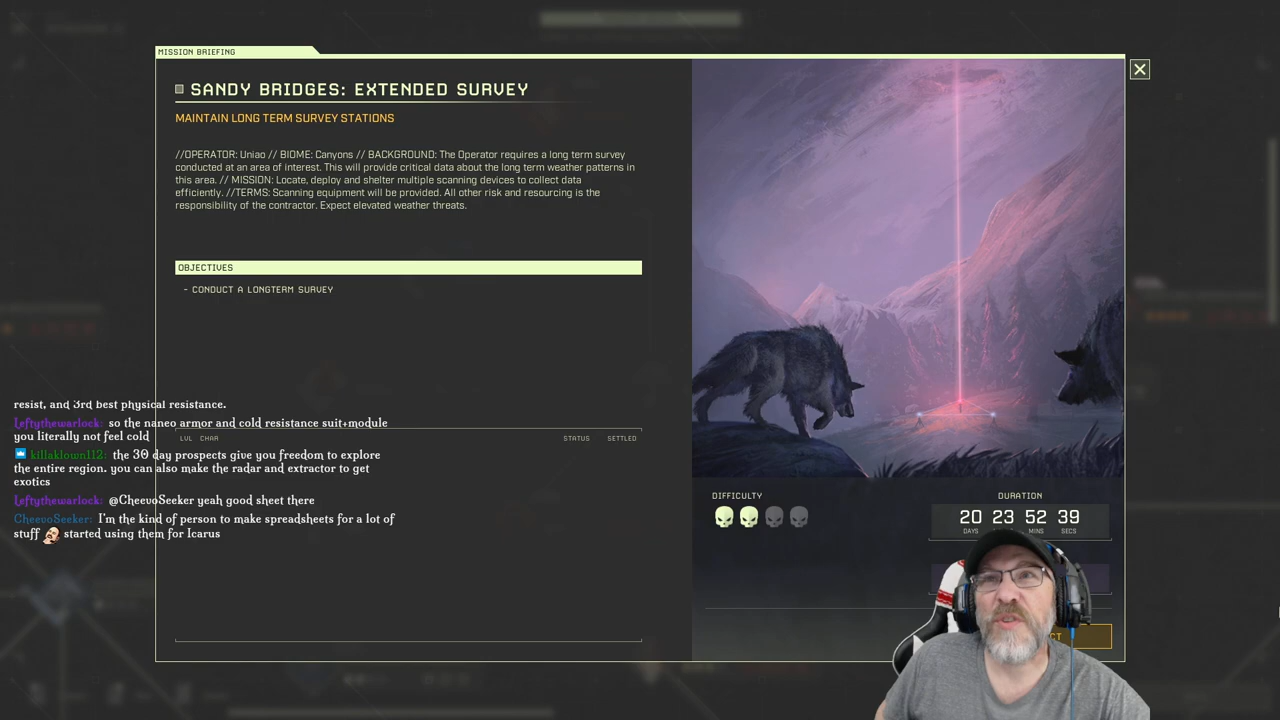 MISSION BRIEFING
SANDY BRIDGES: EXTENDED SURVEY
MAINTAIN LONG TERM SURVEY STATIONS
//OPERATOR: Uniao // BIOME: Canyons // BACKGROUND: The Operator requires a long term survey
conducted at an area of interest. This will provide critical data about the long term weather patterns in
this area. // MISSION: Locate, deploy and shelter multiple scanning devices to collect data
efficiently. //TERMS: Scanning equipment will be provided. All other risk and resourcing is the
responsibility of the contractor. Expect elevated weather threats.
OBJECTIVES
- CONDUCT A LONGTERM SURVEY
resist, and 3rd best physical resistance.
Leftythewarlock: so the naneo armor and cold resistance suit+module
you literally not feel cold
LVL CHAR STATUS SETTLED
killaklown112: the 30 day prospects give you freedom to explore
the entire region. you can also make the radar and extractor to get
exotics
Leftythewarlock: @CheevoSeeker yeah good sheet there
CheevoSeeker: I'm the kind of person to make spreadsheets for a lot of
stuff started using them for Icarus
DIFFICULTY
DURATION
20 23 52 39
DAYS MINS SECS
CT